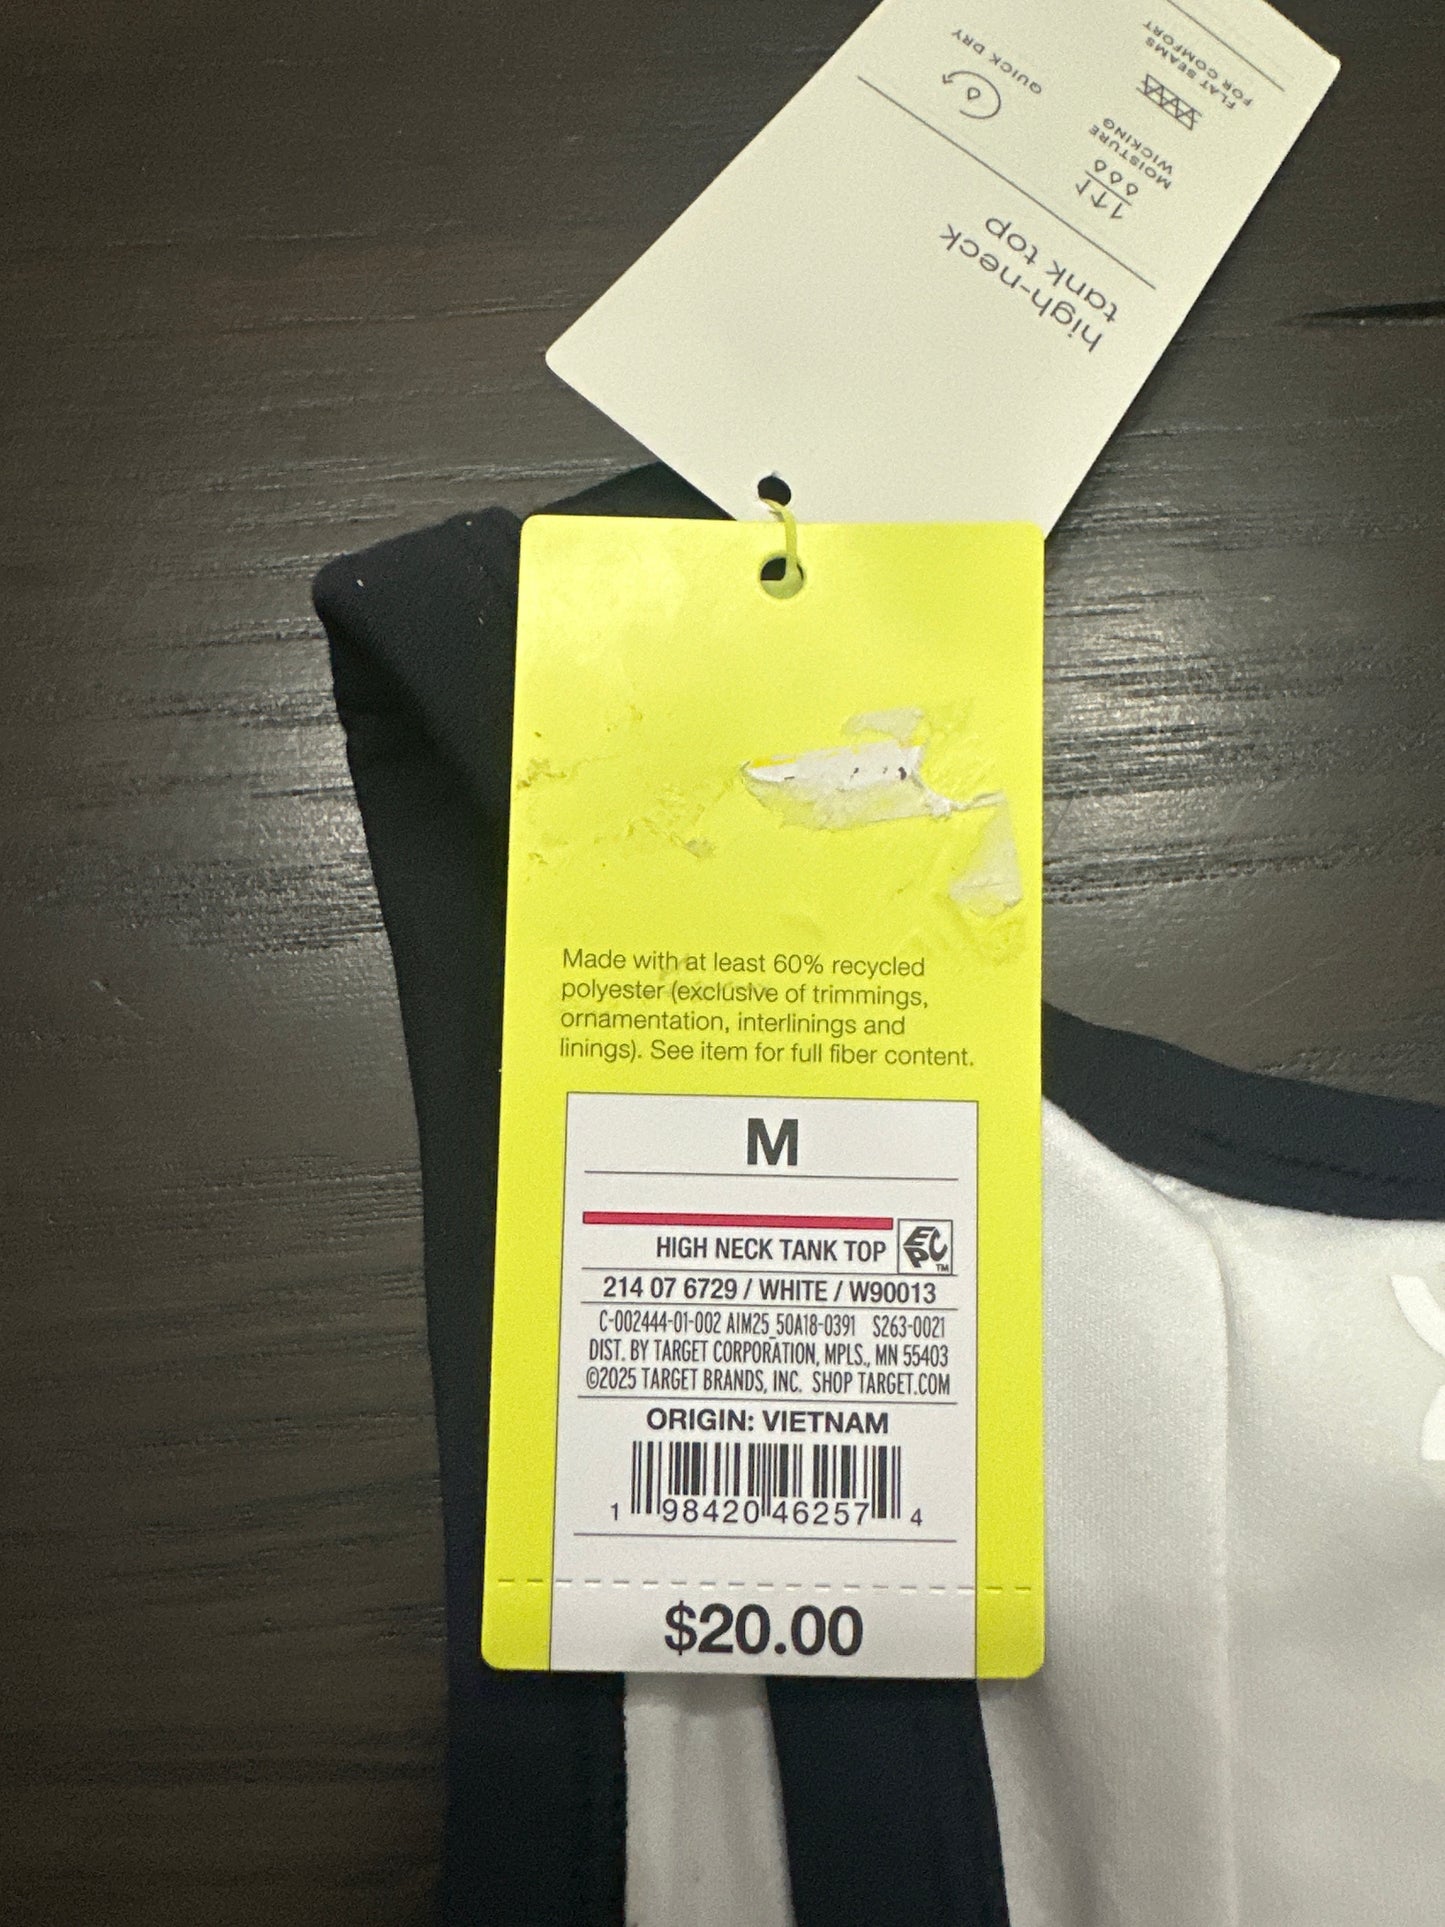 high-neck
tank top
MOISTURE
WICKING
QUICK DRY
FLAT SEAMS
FOR COMFORT
Made with at least 60% recycled
polyester (exclusive of trimmings,
ornamentation, interlinings and
linings). See item for full fiber content.
M
HIGH NECK TANK TOP
EPC TM
214 07 6729 / WHITE / W90013
C-002444-01-002 AIM25_50A18-0391 S263-0021
DIST. BY TARGET CORPORATION, MPLS., MN 55403
©2025 TARGET BRANDS, INC. SHOP TARGET.COM
ORIGIN: VIETNAM
1 98420 46257 4
$20.00